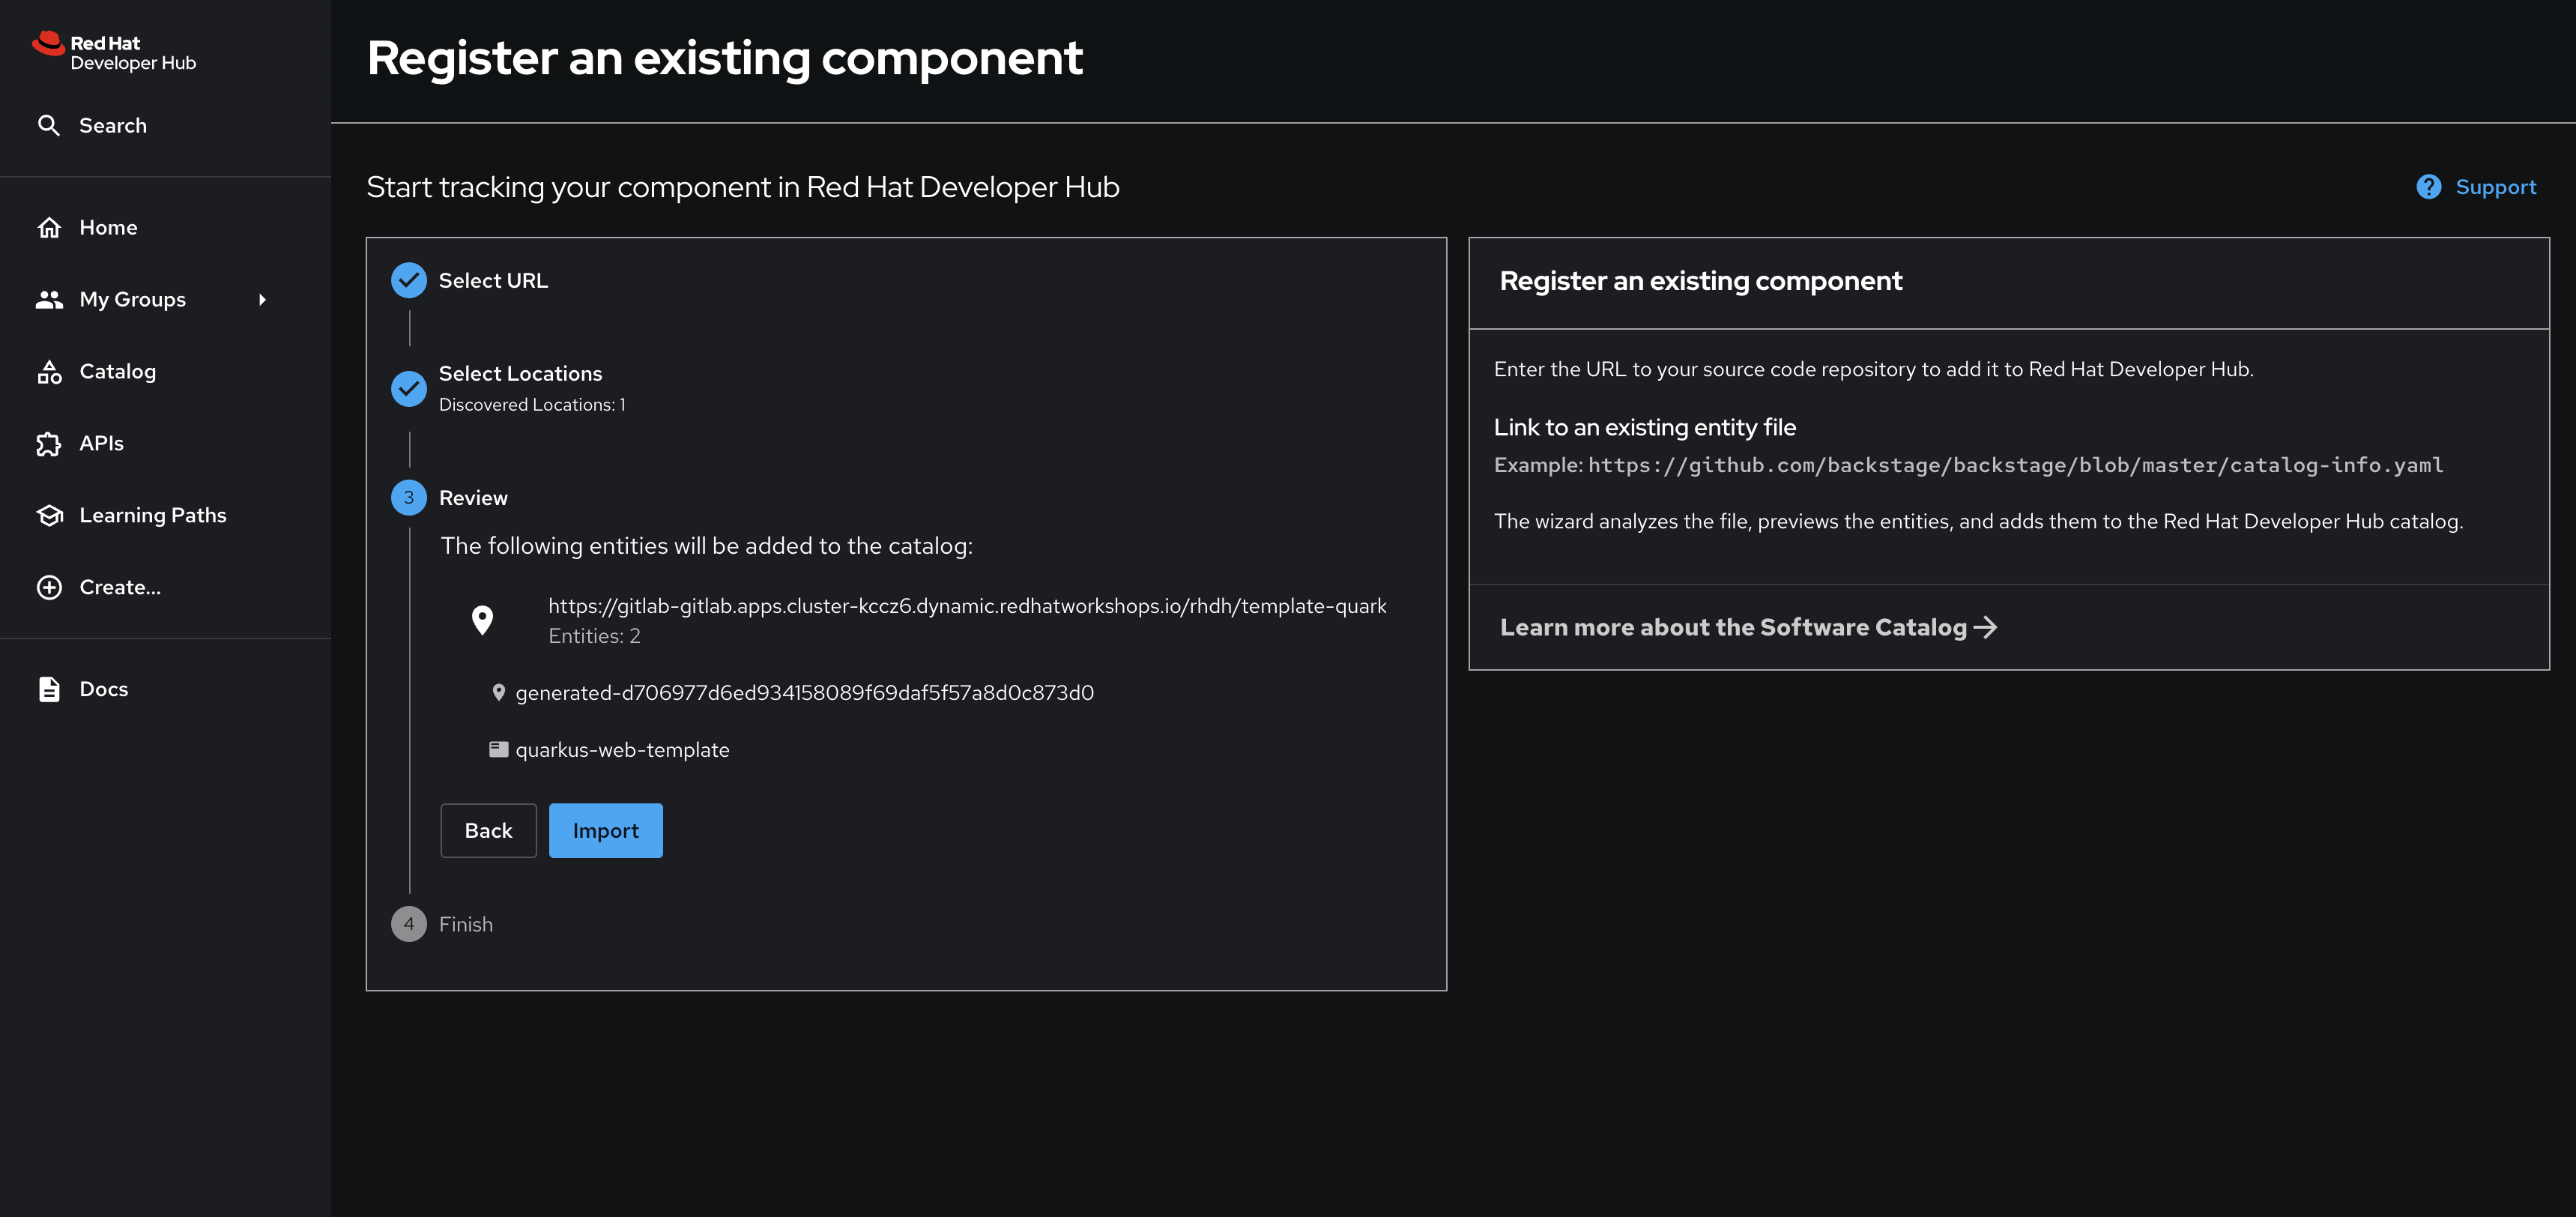 Red Hat
Developer Hub
Search
Home
My Groups
Catalog
APIs
Learning Paths
Create...
Docs
Register an existing component
Start tracking your component in Red Hat Developer Hub
Support
Select URL
Select Locations
Discovered Locations: 1
3 Review
The following entities will be added to the catalog:
https://gitlab-gitlab.apps.cluster-kccz6.dynamic.redhatworkshops.io/rhdh/template-quark
Entities: 2
generated-d706977d6ed934158089f69daf5f57a8d0c873d0
quarkus-web-template
Back Import
4 Finish
Register an existing component
Enter the URL to your source code repository to add it to Red Hat Developer Hub.
Link to an existing entity file
Example: https://github.com/backstage/backstage/blob/master/catalog-info.yaml
The wizard analyzes the file, previews the entities, and adds them to the Red Hat Developer Hub catalog.
Learn more about the Software Catalog